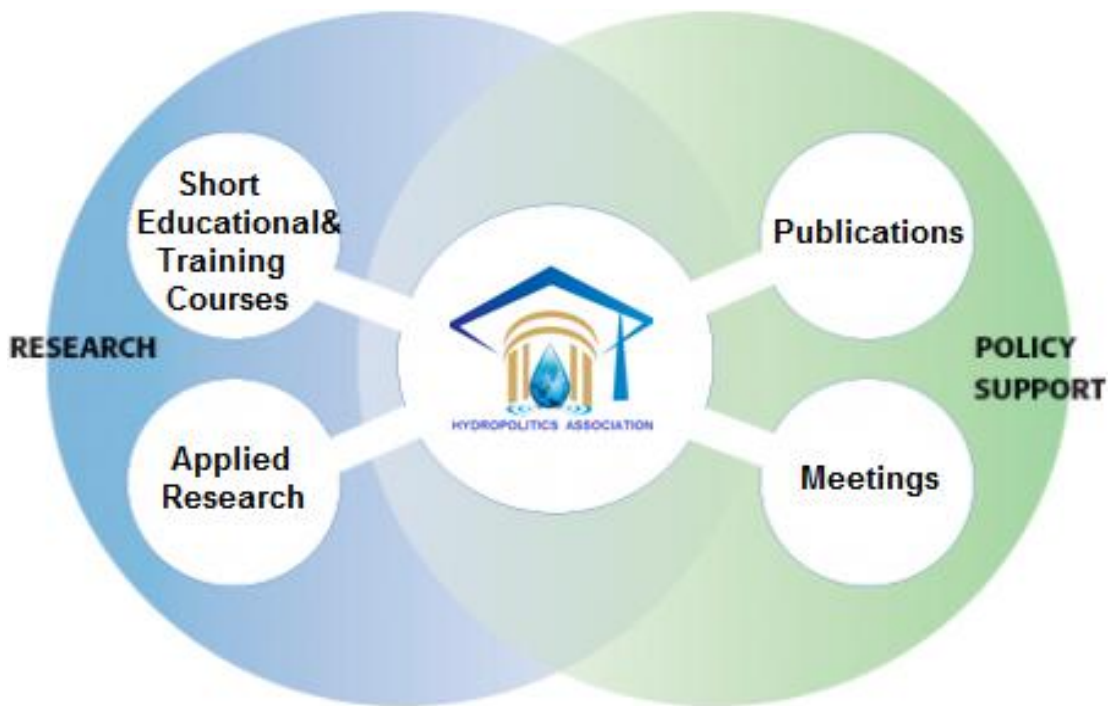 RESEARCH
Short
Educational&
Training
Courses
Applied
Research
HYDROPOLITICS ASSOCIATION
Publications
Meetings
POLICY
SUPPORT